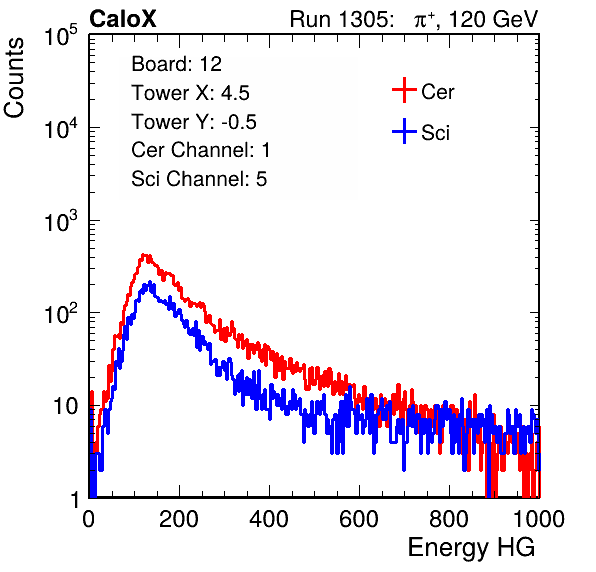 CaloX Run 1305: π⁺, 120 GeV
Counts
Board: 12
Tower X: 4.5
Tower Y: -0.5
Cer Channel: 1
Sci Channel: 5
Cer
Sci
10⁵
10⁴
10³
10²
10
1
0 200 400 600 800 1000
Energy HG